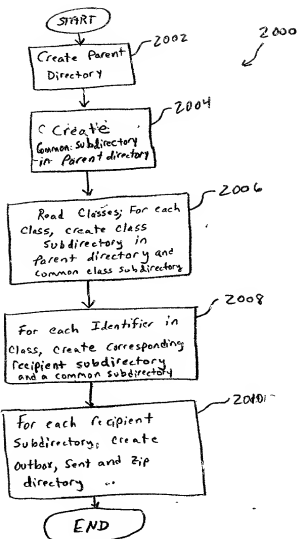 START
2000
2002
Create Parent
Directory
2004
Create
Common: subdirectory
in Parent directory
2006
Read Classes; For each
class, create class
subdirectory in
Parent directory and
common class subdirectory
2008
For each Identifier in
class, create corresponding
recipient subdirectory
and a common subdirectory
2010
For each recipient
subdirectory; create
Outbox, Sent and Zip
directory ...
END